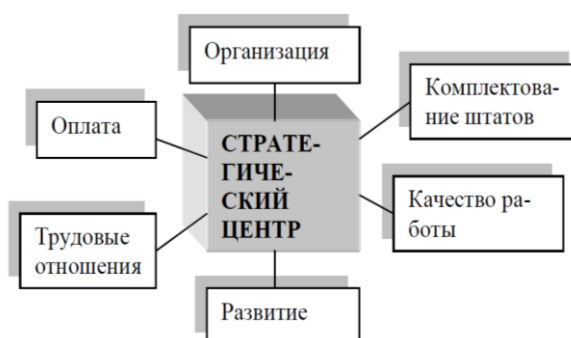 Организация
Комплектова-
ние штатов
Оплата
СТРАТЕ-
ГИЧЕ-
СКИЙ
ЦЕНТР
Качество ра-
боты
Трудовые
отношения
Развитие